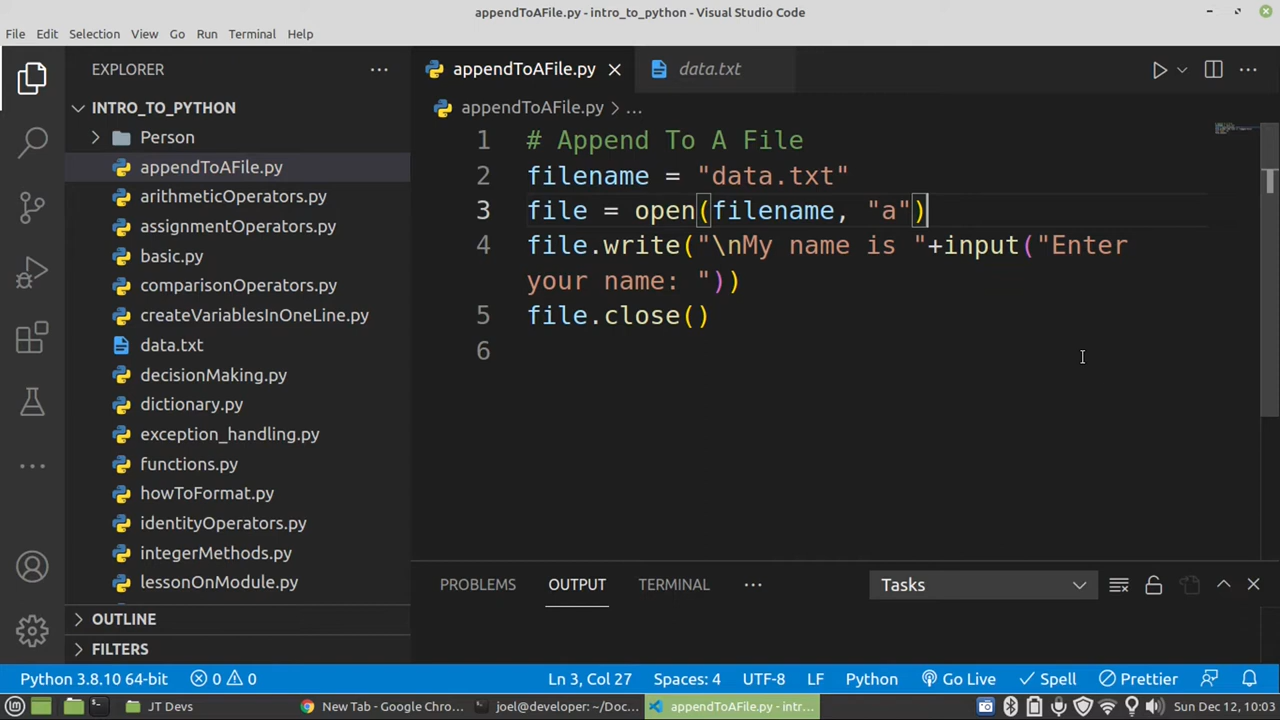 appendToAFile.py - intro_to_python - Visual Studio Code
File Edit Selection View Go Run Terminal Help
EXPLORER
INTRO_TO_PYTHON
Person
appendToAFile.py
arithmeticOperators.py
assignmentOperators.py
basic.py
comparisonOperators.py
createVariablesInOneLine.py
data.txt
decisionMaking.py
dictionary.py
exception_handling.py
functions.py
howToFormat.py
identityOperators.py
integerMethods.py
lessonOnModule.py
OUTLINE
FILTERS
appendToAFile.py data.txt
appendToAFile.py > ...
1 # Append To A File
2 filename = "data.txt"
3 file = open(filename, "a")
4 file.write("\nMy name is "+input("Enter
your name: "))
5 file.close()
6
PROBLEMS OUTPUT TERMINAL ... Tasks
Python 3.8.10 64-bit 0 0 Ln 3, Col 27 Spaces: 4 UTF-8 LF Python Go Live Spell Prettier
JT Devs New Tab - Google Chro... joel@developer: ~/Doc... appendToAFile.py - intr... Sun Dec 12, 10:03